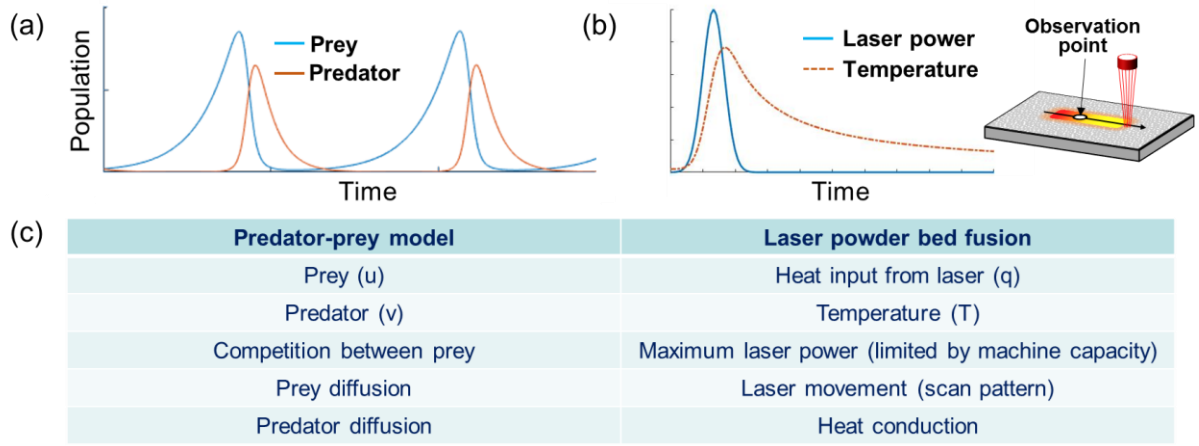 (a)
Population
Prey
Predator
Time
(b)
Laser power
Temperature
Time
Observation
point
(c)
Predator-prey model Laser powder bed fusion
Prey (u) Heat input from laser (q)
Predator (v) Temperature (T)
Competition between prey Maximum laser power (limited by machine capacity)
Prey diffusion Laser movement (scan pattern)
Predator diffusion Heat conduction